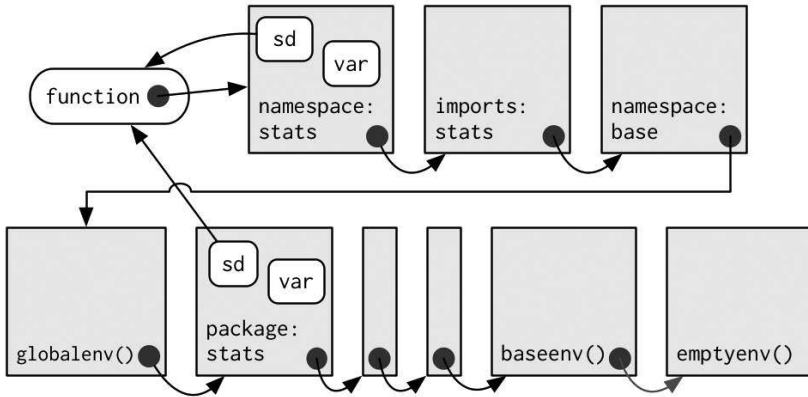 sd
var
function
namespace:
stats
imports:
stats
namespace:
base
sd
var
globalenv()
package:
stats
baseenv()
emptyenv()